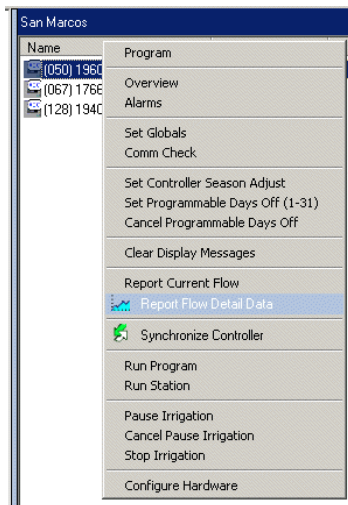 San Marcos
Name
(050) 1960
(067) 1766
(128) 1940
Program
Overview
Alarms
Set Globals
Comm Check
Set Controller Season Adjust
Set Programmable Days Off (1-31)
Cancel Programmable Days Off
Clear Display Messages
Report Current Flow
Report Flow Detail Data
Synchronize Controller
Run Program
Run Station
Pause Irrigation
Cancel Pause Irrigation
Stop Irrigation
Configure Hardware